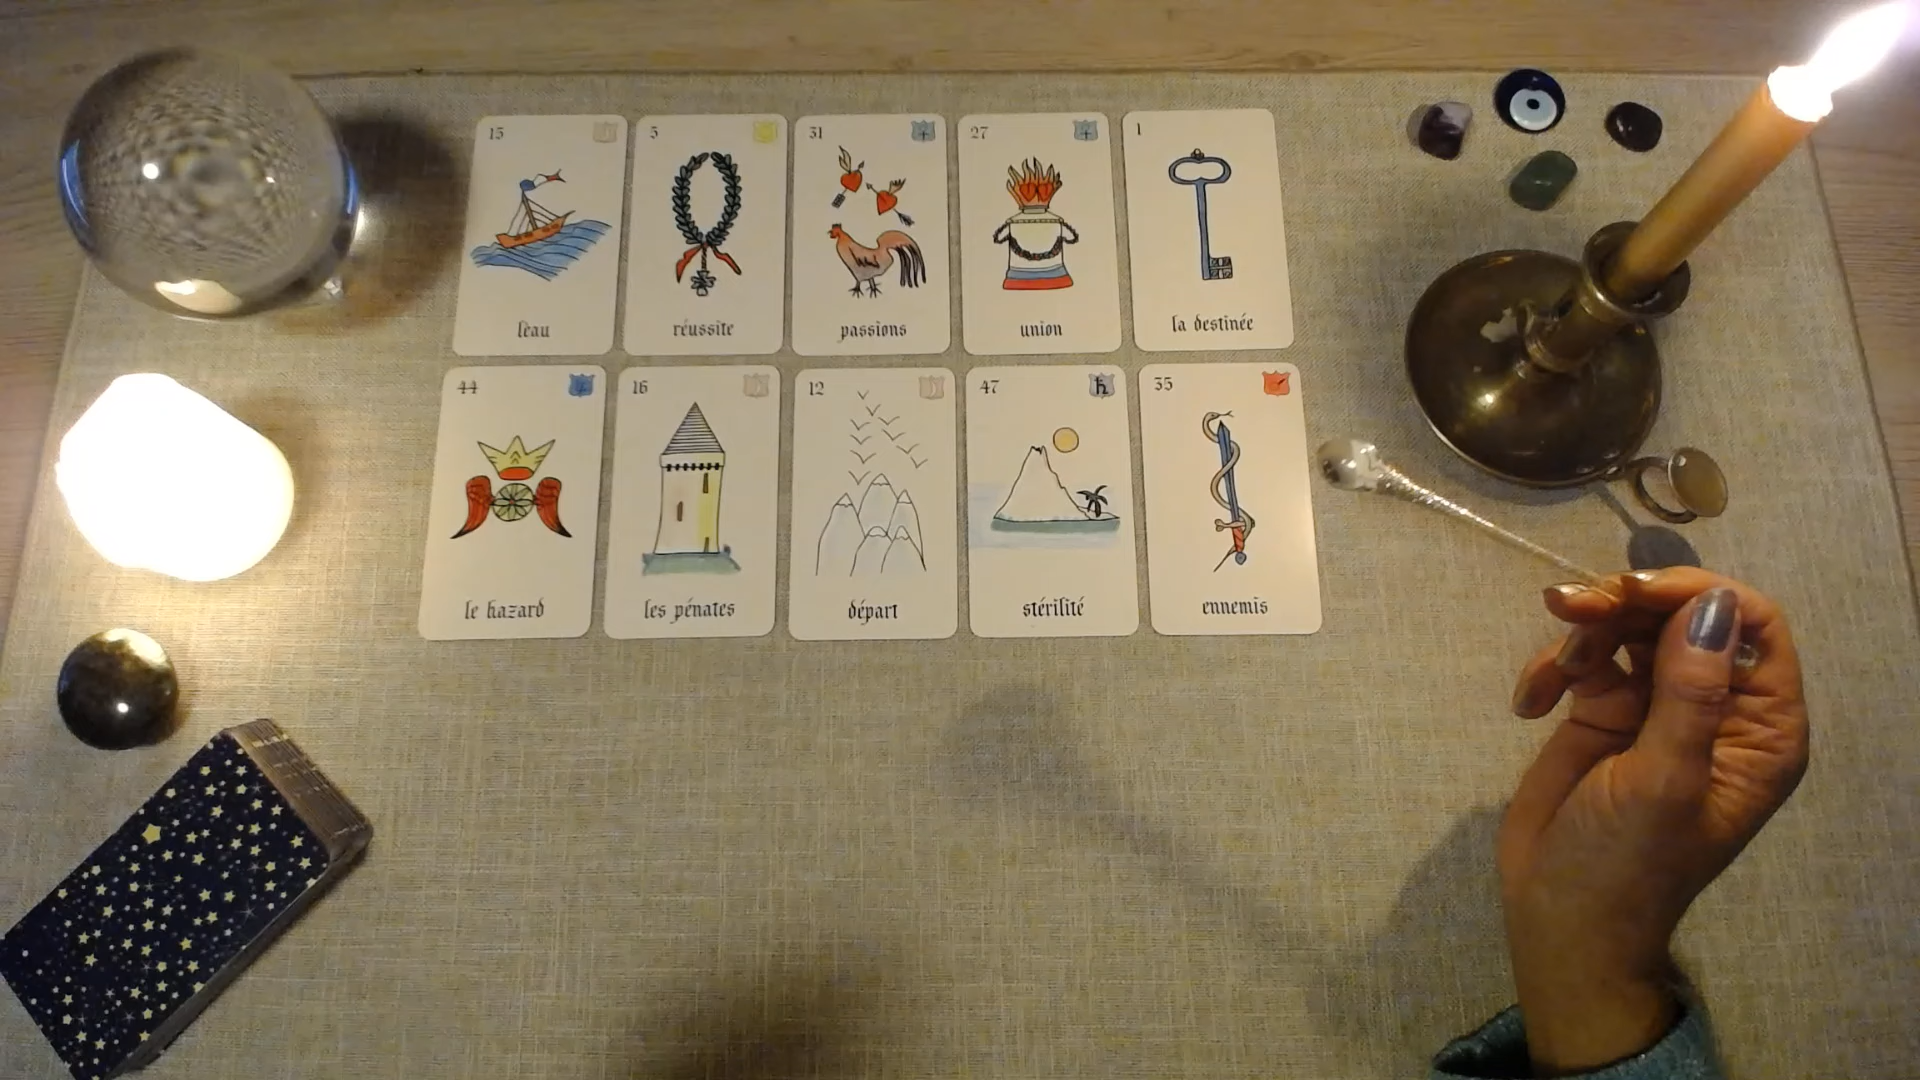 15
lèau
5
réussite
31
passions
27
union
1
la destinée
44
le hazard
16
les pénates
12
départ
47
stérilité
35
ennemis